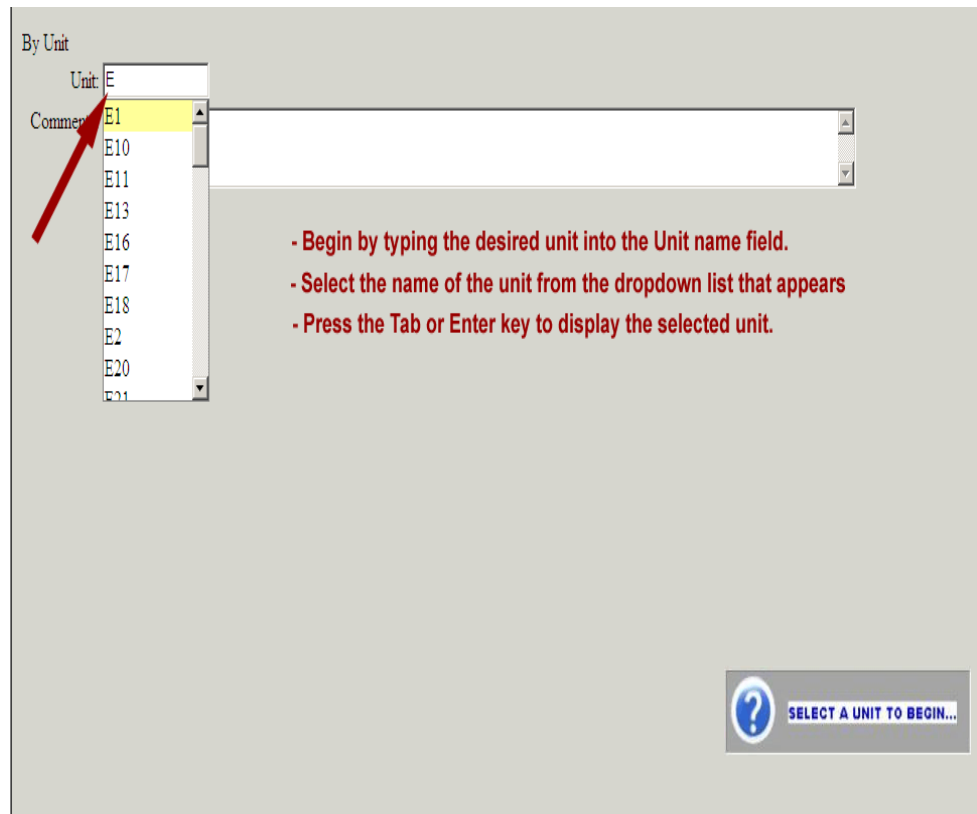 By Unit
Unit: E
Comment
E1
E10
E11
E13
E16
E17
E18
E2
E20
E21
- Begin by typing the desired unit into the Unit name field.
- Select the name of the unit from the dropdown list that appears
- Press the Tab or Enter key to display the selected unit.
? SELECT A UNIT TO BEGIN...